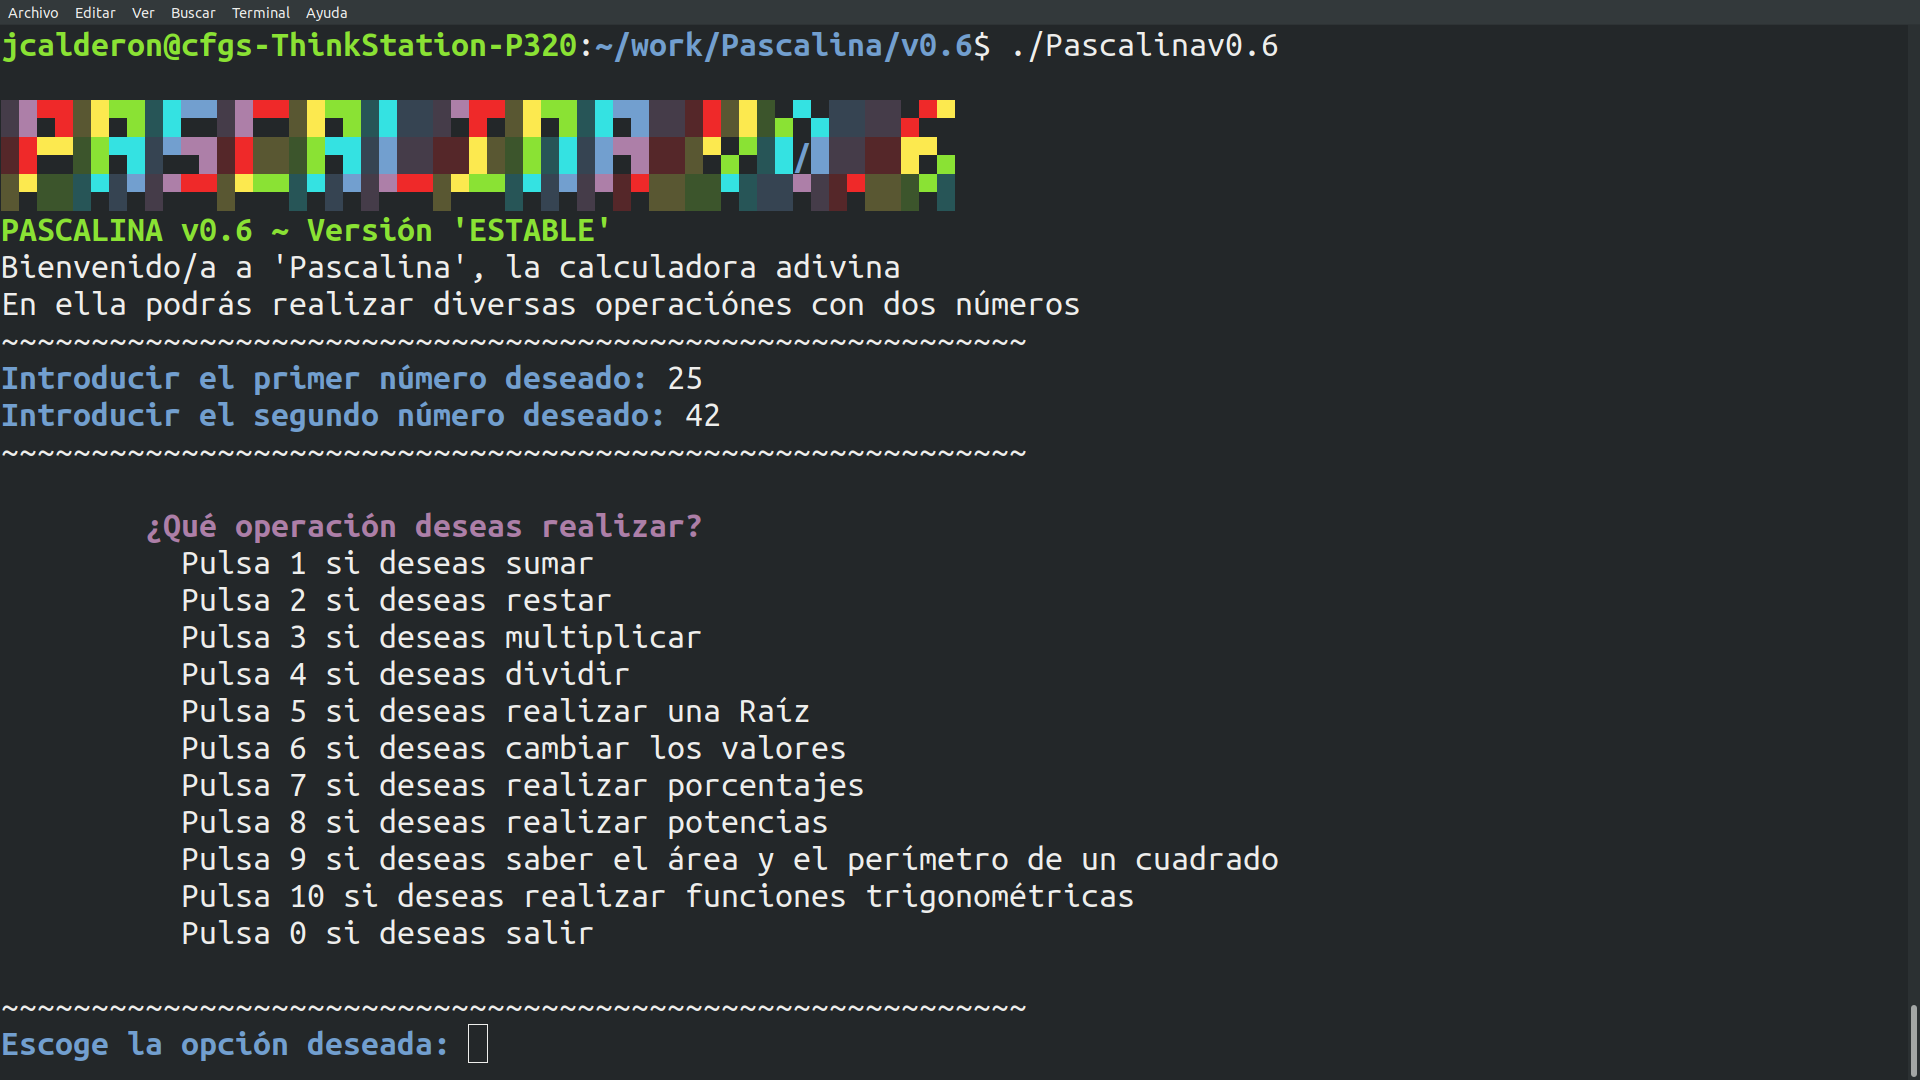 Archivo Editar Ver Buscar Terminal Ayuda
jcalderon@cfgs-ThinkStation-P320:~/work/Pascalina/v0.6$ ./Pascalinav0.6
PASCALINA v0.6
PASCALINA v0.6 ~ Versión 'ESTABLE'
Bienvenido/a a 'Pascalina', la calculadora adivina
En ella podrás realizar diversas operaciónes con dos números
~~~~~~~~~~~~~~~~~~~~~~~~~~~~~~~~~~~~~~~~~~~~~~~~~~~~~~~~~
Introducir el primer número deseado: 25
Introducir el segundo número deseado: 42
~~~~~~~~~~~~~~~~~~~~~~~~~~~~~~~~~~~~~~~~~~~~~~~~~~~~~~~~~
¿Qué operación deseas realizar?
Pulsa 1 si deseas sumar
Pulsa 2 si deseas restar
Pulsa 3 si deseas multiplicar
Pulsa 4 si deseas dividir
Pulsa 5 si deseas realizar una Raíz
Pulsa 6 si deseas cambiar los valores
Pulsa 7 si deseas realizar porcentajes
Pulsa 8 si deseas realizar potencias
Pulsa 9 si deseas saber el área y el perímetro de un cuadrado
Pulsa 10 si deseas realizar funciones trigonométricas
Pulsa 0 si deseas salir
~~~~~~~~~~~~~~~~~~~~~~~~~~~~~~~~~~~~~~~~~~~~~~~~~~~~~~~~~
Escoge la opción deseada: